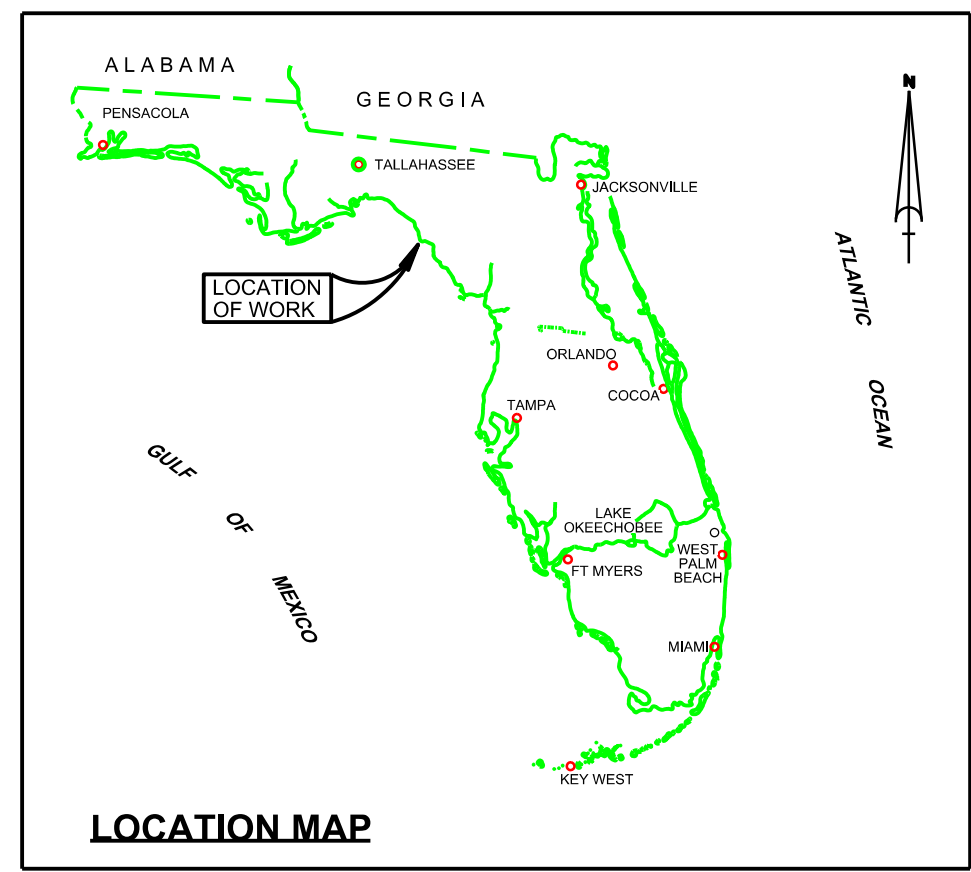 ALABAMA
GEORGIA
N
PENSACOLA
TALLAHASSEE
JACKSONVILLE
LOCATION
OF WORK
ATLANTIC
OCEAN
ORLANDO
COCOA
TAMPA
GULF
OF
MEXICO
LAKE
OKEECHOBEE
WEST
PALM
BEACH
FT MYERS
MIAMI
KEY WEST
LOCATION MAP